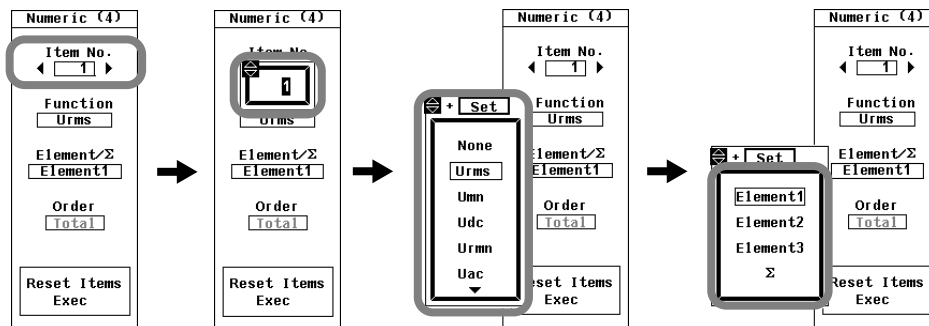 Numeric (4)
Item No.
1
Function
Urms
Element/Σ
Element1
Order
Total
Reset Items
Exec
Numeric (4)
Item No
1
Urms
Element/Σ
Element1
Order
Total
Reset Items
Exec
+ Set
None
Urms
Umn
Udc
Urmn
Uac
Numeric (4)
Item No.
1
Function
Urms
Element/Σ
Element1
Order
Total
Reset Items
Exec
+ Set
Element1
Element2
Element3
Σ
Numeric (4)
Item No.
1
Function
Urms
Element/Σ
Element1
Order
Total
Reset Items
Exec